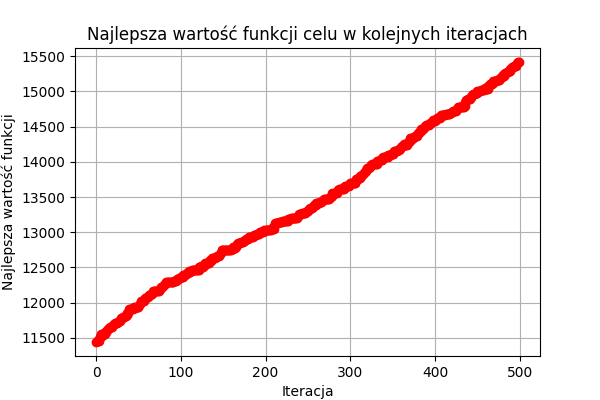 Najlepsza wartość funkcji celu w kolejnych iteracjach
Najlepsza wartość funkcji
15500
15000
14500
14000
13500
13000
12500
12000
11500
0 100 200 300 400 500
Iteracja